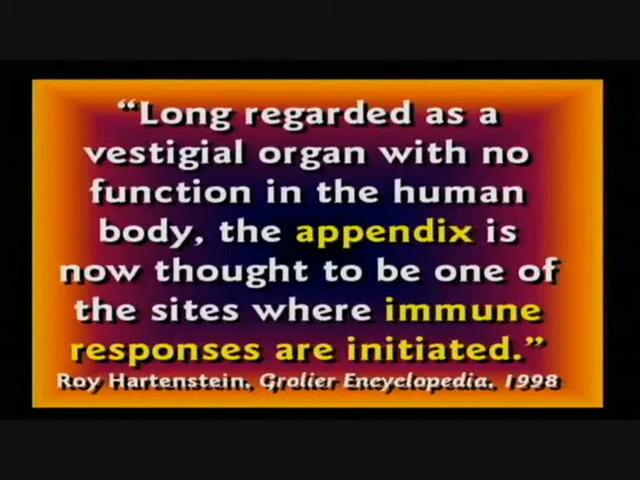 “Long regarded as a
vestigial organ with no
function in the human
body, the appendix is
now thought to be one of
the sites where immune
responses are initiated.”
Roy Hartenstein, Grolier Encyclopedia, 1998